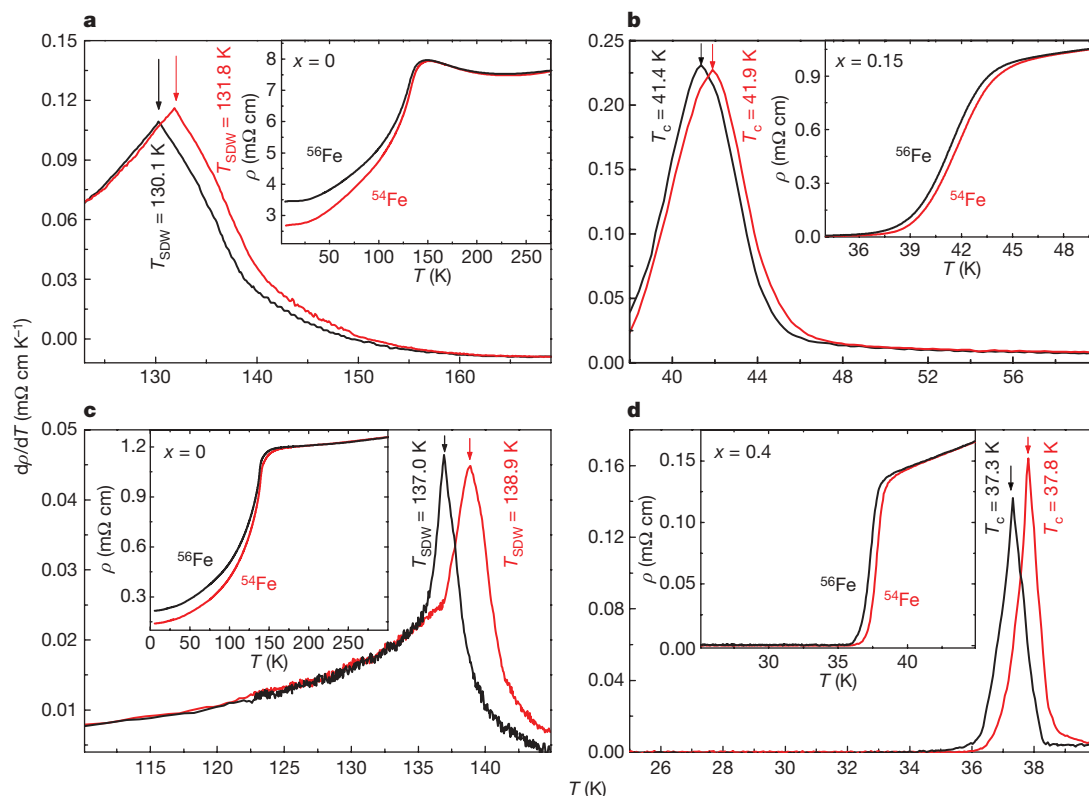 a
0.15
0.12
0.09
0.06
0.03
0.00
130
140
150
160
T_SDW = 130.1 K
T_SDW = 131.8 K
x = 0
8
7
6
5
4
3
ρ (mΩ cm)
56Fe
54Fe
50
100
150
200
250
T (K)
b
0.25
0.20
0.15
0.10
0.05
0.00
40
44
48
52
56
T_c = 41.4 K
T_c = 41.9 K
x = 0.15
0.9
0.6
0.3
0.0
ρ (mΩ cm)
56Fe
54Fe
36
39
42
45
48
T (K)
dρ/dT (mΩ cm K⁻¹)
c
0.05
0.04
0.03
0.02
0.01
115
120
125
130
135
140
T_SDW = 137.0 K
T_SDW = 138.9 K
x = 0
1.2
0.9
0.6
0.3
ρ (mΩ cm)
56Fe
54Fe
0
50
100
150
200
250
T (K)
d
0.16
0.12
0.08
0.04
0.00
26
28
30
32
34
36
38
T_c = 37.3 K
T_c = 37.8 K
x = 0.4
0.15
0.10
0.05
0.00
ρ (mΩ cm)
56Fe
54Fe
30
35
40
T (K)
T (K)